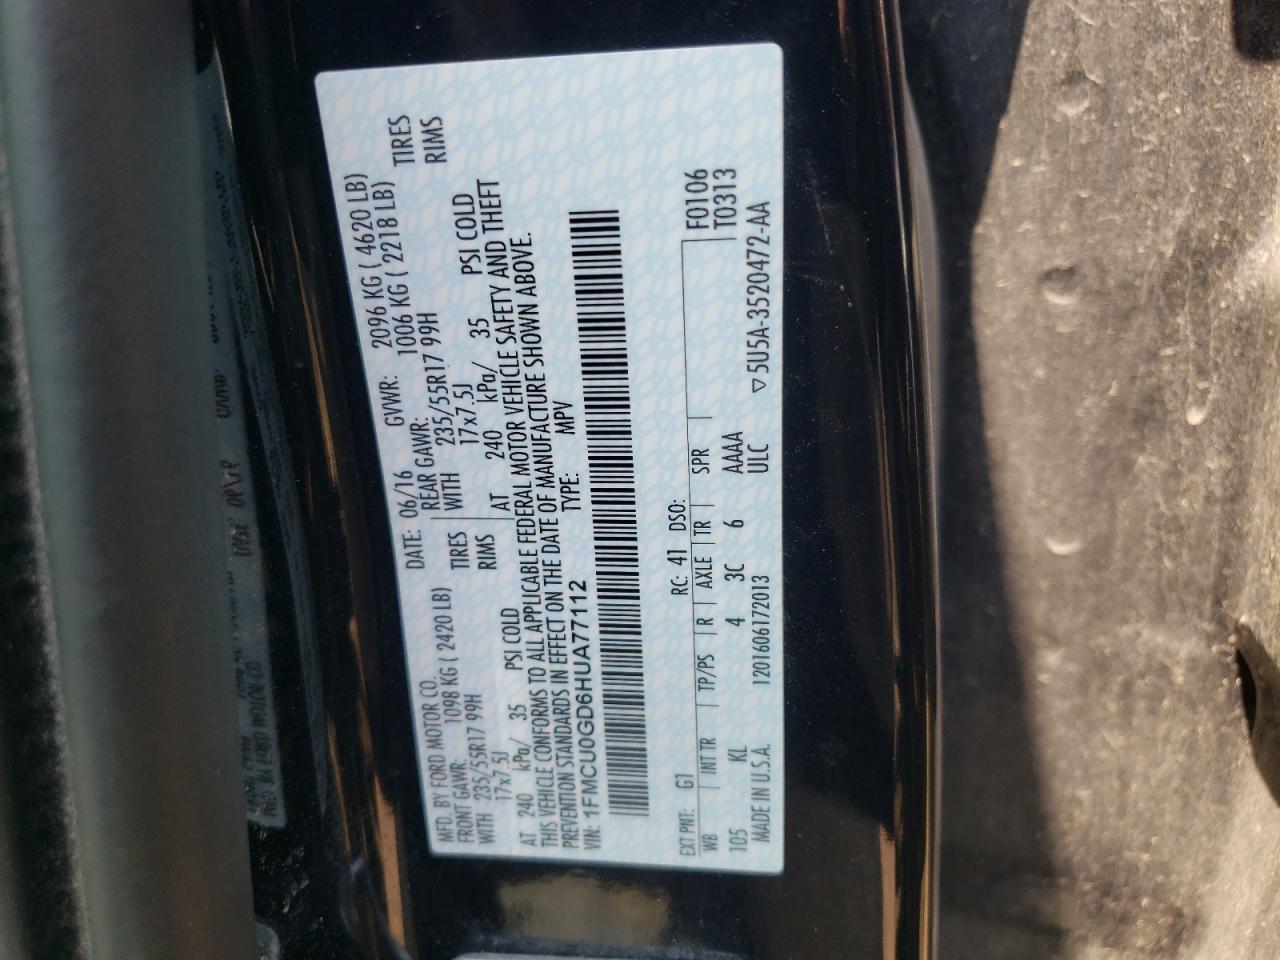 MFD. BY FORD MOTOR CO. DATE: 06/16 GVWR: 2096 KG ( 4620 LB)
FRONT GAWR: 1098 KG ( 2420 LB) REAR GAWR: 1006 KG ( 2218 LB)
WITH 235/55R17 99H TIRES WITH 235/55R17 99H TIRES
17x7.5J RIMS 17x7.5J RIMS
AT 240 kPa/ 35 PSI COLD AT 240 kPa/ 35 PSI COLD
THIS VEHICLE CONFORMS TO ALL APPLICABLE FEDERAL MOTOR VEHICLE SAFETY AND THEFT
PREVENTION STANDARDS IN EFFECT ON THE DATE OF MANUFACTURE SHOWN ABOVE.
VIN: 1FMCU0GD6HUA77112 TYPE: MPV
EXT PNT: G1 RC: 41 DSO: F0106
WB INT TR TP/PS R AXLE TR SPR T0313
105 KL 4 3C 6 AAAA
MADE IN U.S.A. 1201606172013 ULC ▽5U5A-3520472-AA